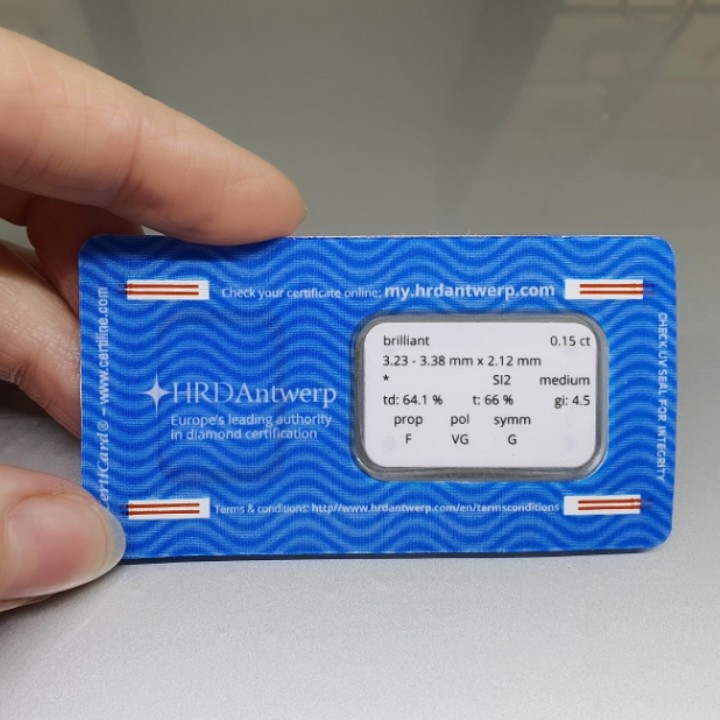 Check your certificate online: my.hrdantwerp.com
HRDAntwerp
Europe's leading authority
in diamond certification
brilliant 0.15 ct
3.23 - 3.38 mm x 2.12 mm
* SI2 medium
td: 64.1 % t: 66 % gi: 4.5
prop pol symm
F VG G
Terms & conditions: http//www.hrdantwerp.com/en/termsconditions
– www.certiline.com
CHECK UV SEAL FOR INTEGRITY